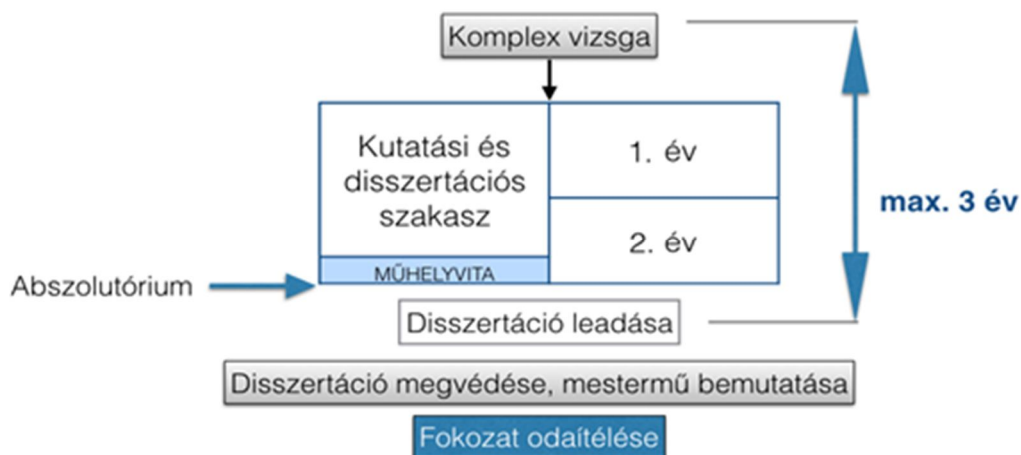 Komplex vizsga
Kutatási és
disszertációs
szakasz
1. év
2. év
max. 3 év
MŰHELYVITA
Abszolutórium
Disszertáció leadása
Disszertáció megvédése, mestermű bemutatása
Fokozat odaítélése